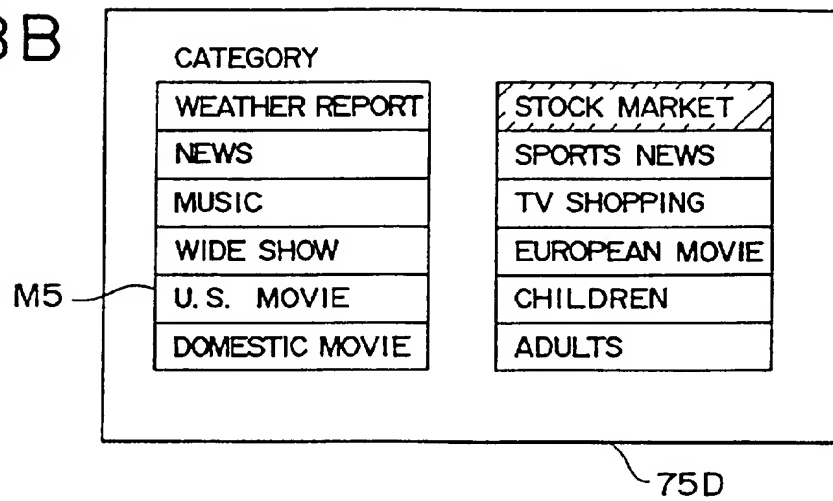 3B
CATEGORY
WEATHER REPORT
NEWS
MUSIC
WIDE SHOW
U.S. MOVIE
DOMESTIC MOVIE
STOCK MARKET
SPORTS NEWS
TV SHOPPING
EUROPEAN MOVIE
CHILDREN
ADULTS
M5
75D